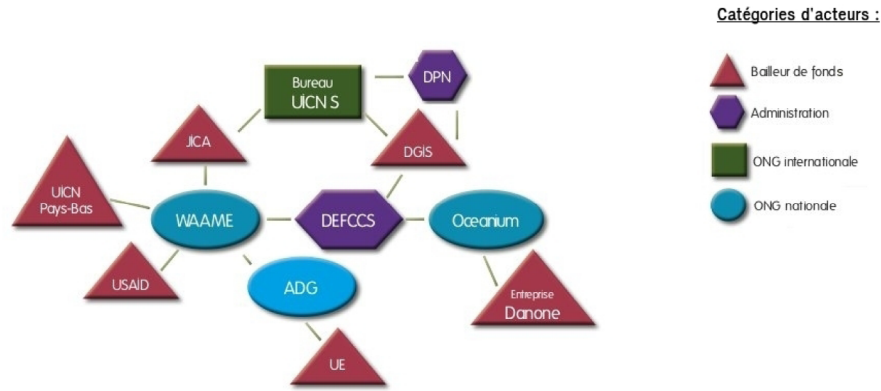 Catégories d'acteurs :
Bailleur de fonds
Administration
ONG internationale
ONG nationale
Bureau
UICN S
DPN
JICA
DGIS
UICN
Pays-Bas
WAAME
DEFCCS
Oceanium
USAID
ADG
Entreprise
Danone
UE